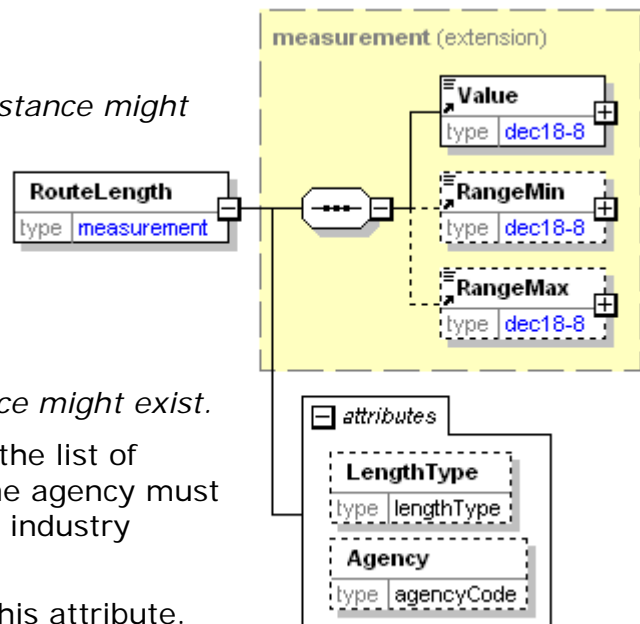 measurement (extension)
stance might
Value
type dec18-8
RouteLength
type measurement
RangeMin
type dec18-8
RangeMax
type dec18-8
ce might exist.
attributes
the list of
e agency must
industry
LengthType
type lengthType
Agency
type agencyCode
his attribute.